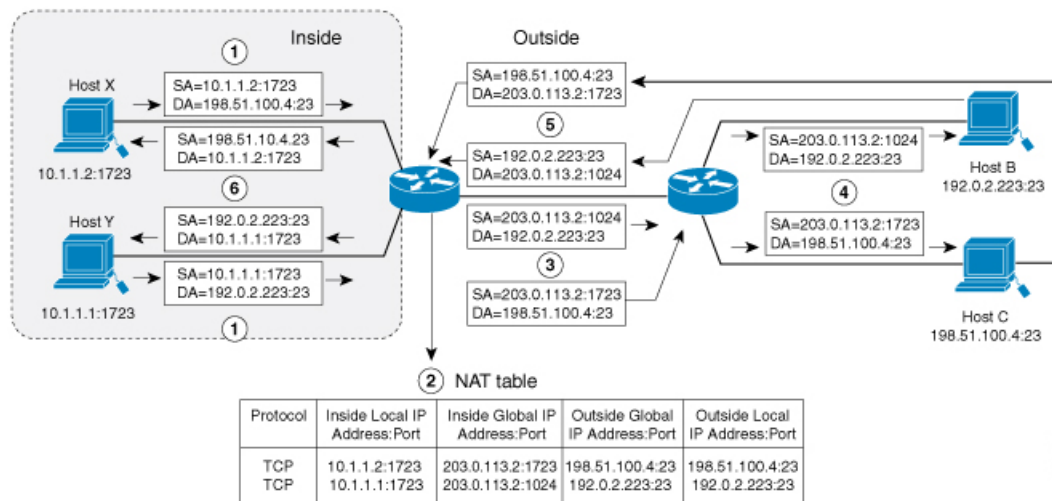 Inside
Outside
1
Host X
SA=10.1.1.2:1723
DA=198.51.100.4:23
SA=198.51.10.4.23
DA=10.1.1.2:1723
10.1.1.2:1723
6
Host Y
SA=192.0.2.223:23
DA=10.1.1.1:1723
SA=10.1.1.1:1723
DA=192.0.2.223:23
10.1.1.1:1723
1
SA=198.51.100.4:23
DA=203.0.113.2:1723
5
SA=192.0.2.223:23
DA=203.0.113.2:1024
SA=203.0.113.2:1024
DA=192.0.2.223:23
3
SA=203.0.113.2:1723
DA=198.51.100.4:23
SA=203.0.113.2:1024
DA=192.0.2.223:23
4
SA=203.0.113.2:1723
DA=198.51.100.4:23
Host B
192.0.2.223:23
Host C
198.51.100.4:23
2 NAT table
Protocol Inside Local IP Inside Global IP Outside Global Outside Local
Address:Port Address:Port IP Address:Port IP Address:Port
TCP 10.1.1.2:1723 203.0.113.2:1723 198.51.100.4:23 198.51.100.4:23
TCP 10.1.1.1:1723 203.0.113.2:1024 192.0.2.223:23 192.0.2.223:23